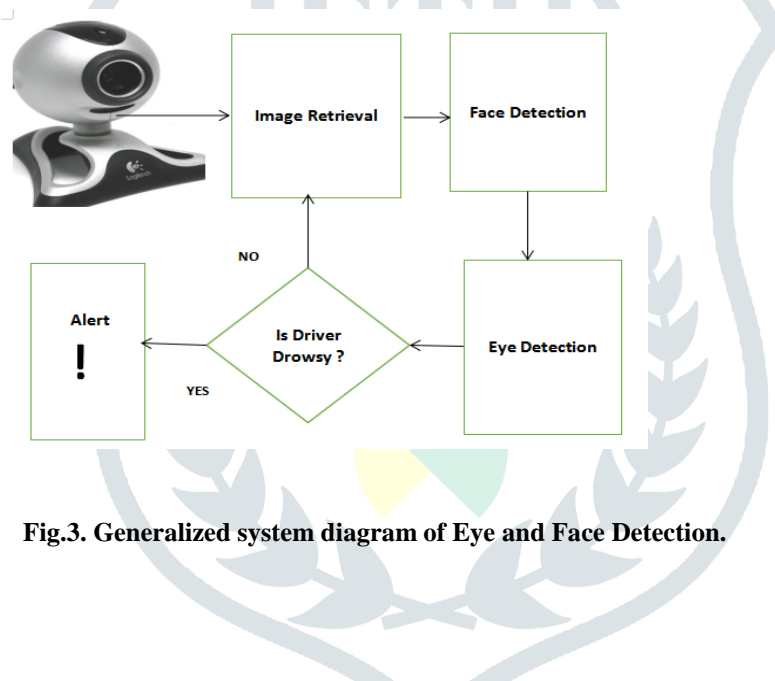 Logitech
Image Retrieval
Face Detection
NO
Alert
!
Is Driver
Drowsy ?
Eye Detection
YES
Fig.3. Generalized system diagram of Eye and Face Detection.